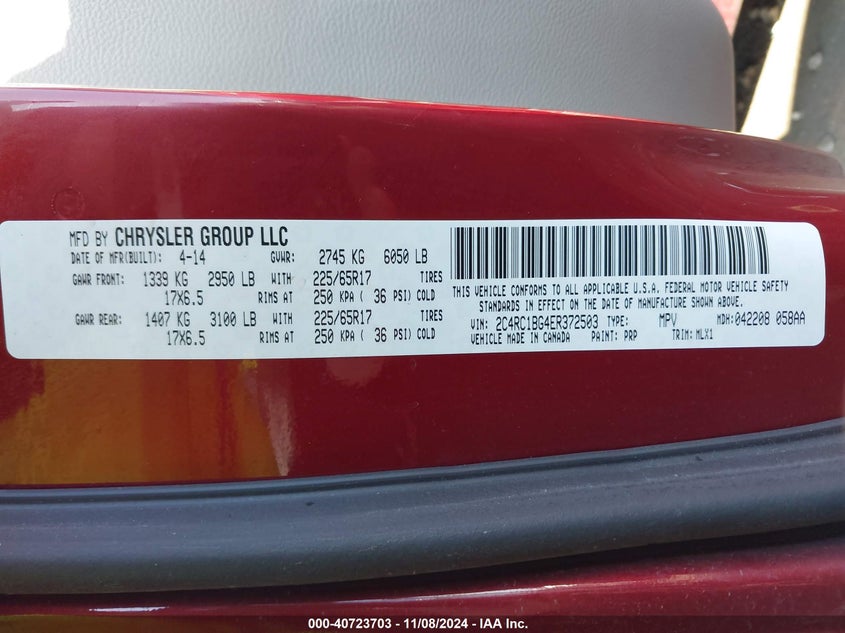 MFD BY CHRYSLER GROUP LLC
DATE OF MFR(BUILT): 4-14 GVWR: 2745 KG 6050 LB
GAWR FRONT: 1339 KG 2950 LB WITH 225/65R17 TIRES
17X6.5 RIMS AT 250 KPA ( 36 PSI) COLD
GAWR REAR: 1407 KG 3100 LB WITH 225/65R17 TIRES
17X6.5 RIMS AT 250 KPA ( 36 PSI) COLD
THIS VEHICLE CONFORMS TO ALL APPLICABLE U.S.A. FEDERAL MOTOR VEHICLE SAFETY
STANDARDS IN EFFECT ON THE DATE OF MANUFACTURE SHOWN ABOVE.
VIN: 2C4RC1BG4ER372503 TYPE: MPV MDH: 042208 058AA
VEHICLE MADE IN CANADA PAINT: PRP TRIM: MLX1
000-40723703 - 11/08/2024 - IAA Inc.